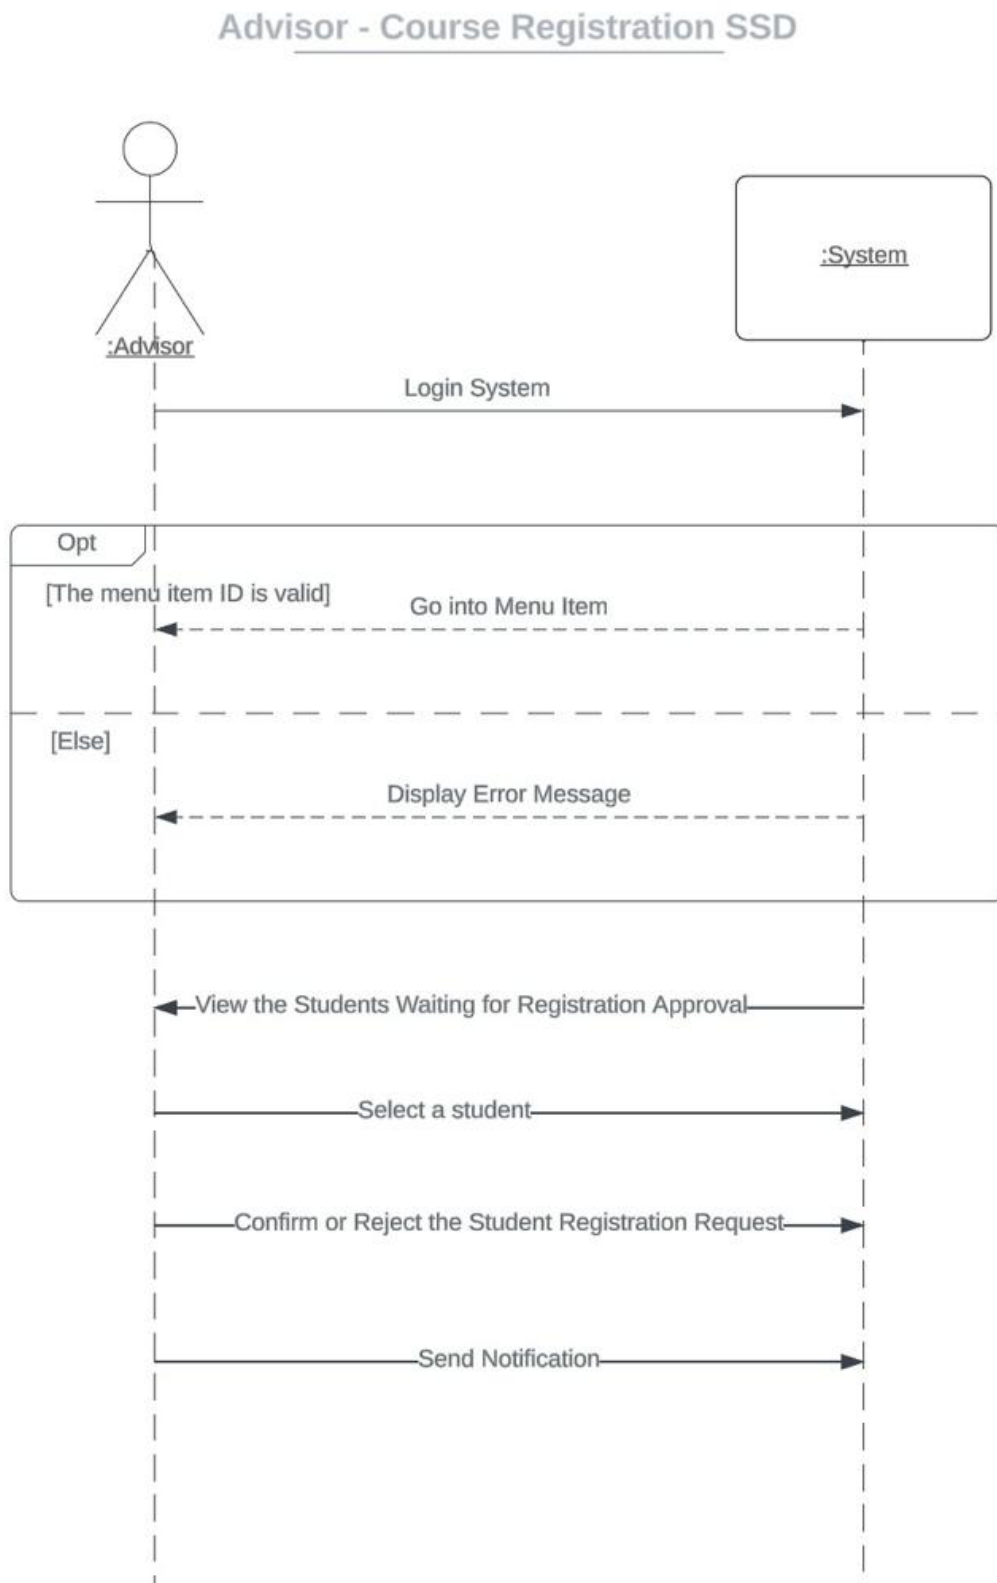 Advisor - Course Registration SSD
:System
:Advisor
Login System
Opt
[The menu item ID is valid]
Go into Menu Item
[Else]
Display Error Message
View the Students Waiting for Registration Approval
Select a student
Confirm or Reject the Student Registration Request
Send Notification